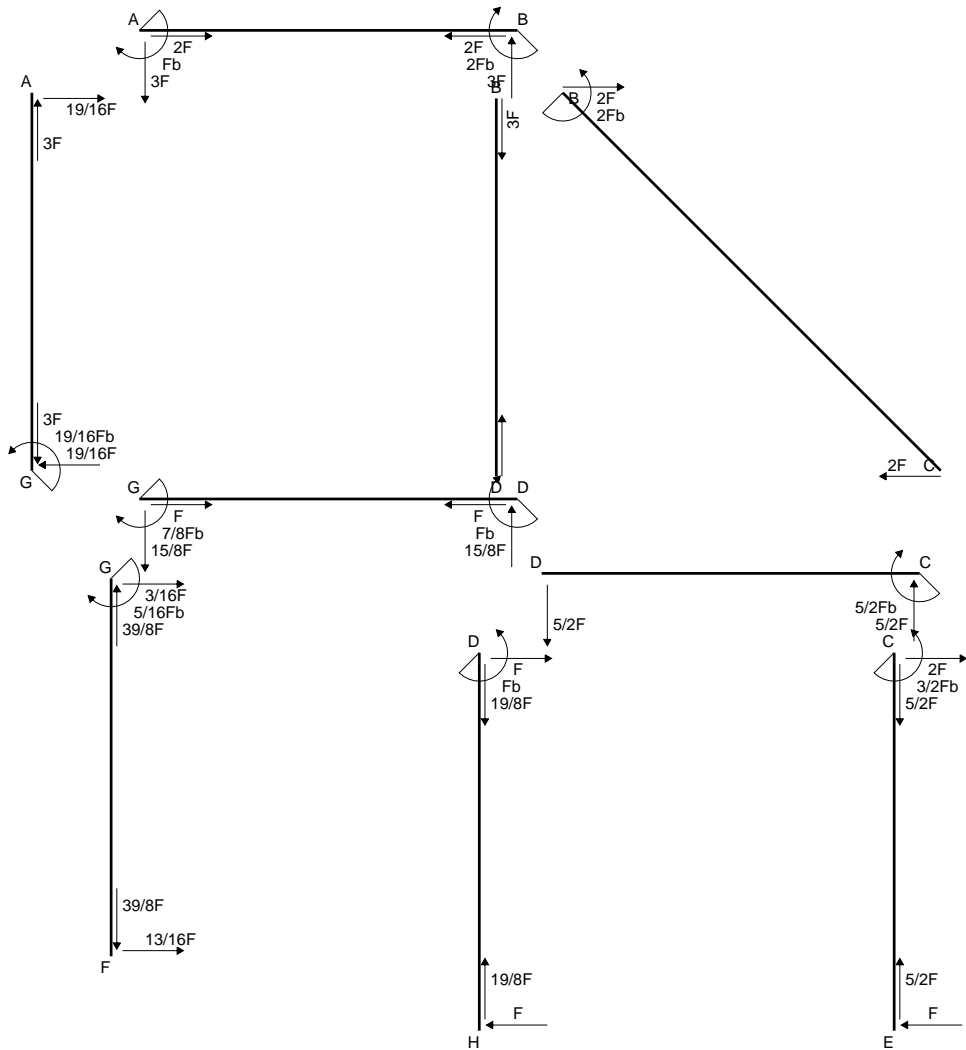 A
B
2F
Fb
3F
2F
2Fb
3F
A
19/16F
3F
B
3F
B
2F
2Fb
3F
19/16Fb
19/16F
G
2F
C
G
D
D
F
7/8Fb
15/8F
F
Fb
15/8F
G
3/16F
5/16Fb
39/8F
D
C
5/2F
5/2Fb
5/2F
D
F
Fb
19/8F
C
2F
3/2Fb
5/2F
39/8F
13/16F
F
19/8F
F
H
5/2F
F
E